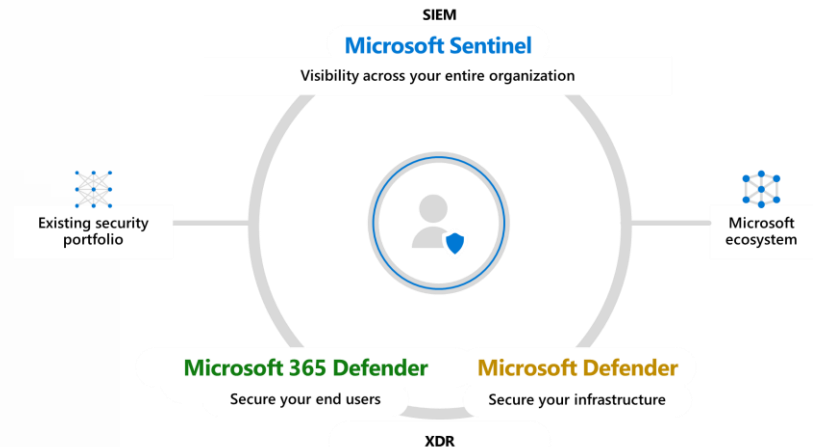 SIEM
Microsoft Sentinel
Visibility across your entire organization
Existing security
portfolio
Microsoft
ecosystem
Microsoft 365 Defender
Secure your end users
Microsoft Defender
Secure your infrastructure
XDR